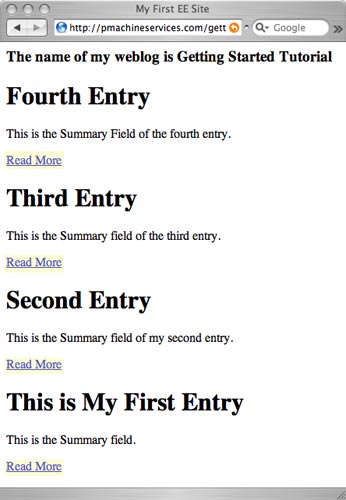 My First EE Site
http://pmachineservices.com/gett
Google
The name of my weblog is Getting Started Tutorial
Fourth Entry
This is the Summary Field of the fourth entry.
Read More
Third Entry
This is the Summary field of the third entry.
Read More
Second Entry
This is the Summary field of my second entry.
Read More
This is My First Entry
This is the Summary field.
Read More